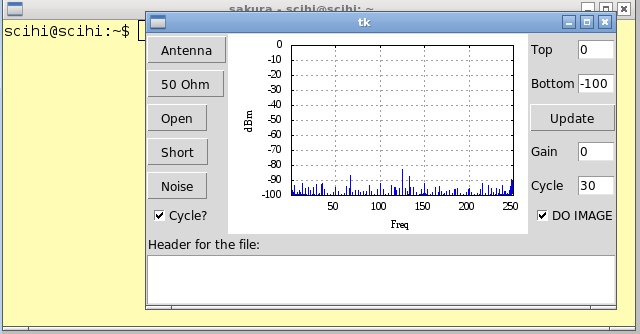 sakura - scihi@scihi: ~
scihi@scihi:~$
tk
Antenna
50 Ohm
Open
Short
Noise
Cycle?
0
-10
-20
-30
-40
-50
-60
-70
-80
-90
-100
dBm
50 100 150 200 250
Freq
Top 0
Bottom -100
Update
Gain 0
Cycle 30
DO IMAGE
Header for the file: